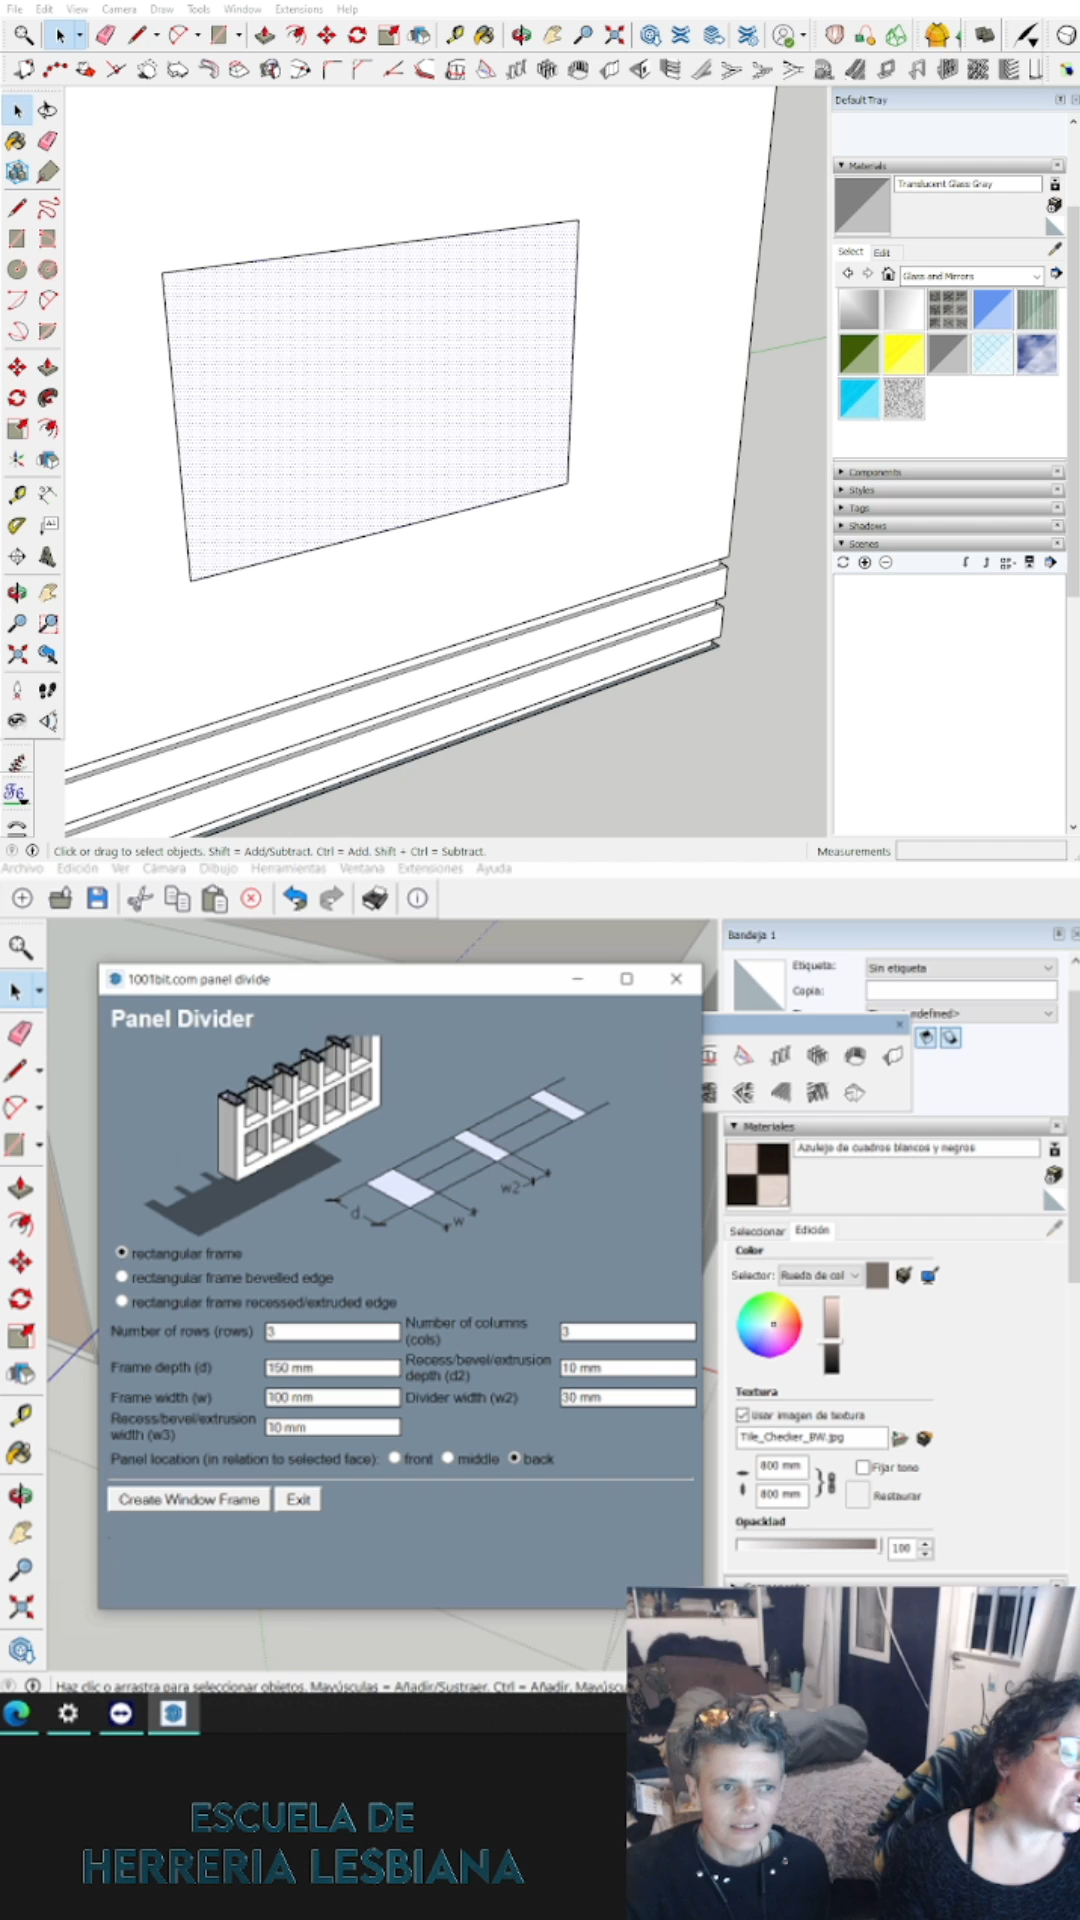 File Edit View Camera Draw Tools Window Extensions Help
Default Tray
Materials
Translucent Glass Gray
Select Edit
Glass and Mirrors
Components
Styles
Tags
Shadows
Scenes
Click or drag to select objects. Shift = Add/Subtract. Ctrl = Add. Shift + Ctrl = Subtract.
Measurements
Archivo Edición Ver Cámara Dibujo Herramientas Ventana Extensiones Ayuda
Bandeja 1
Etiqueta: Sin etiqueta
Copia:
ndefined>
1001bit.com panel divide
Panel Divider
d w w2
rectangular frame
rectangular frame bevelled edge
rectangular frame recessed/extruded edge
Number of rows (rows) 3 Number of columns (cols) 3
Frame depth (d) 150 mm Recess/bevel/extrusion depth (d2) 10 mm
Frame width (w) 100 mm Divider width (w2) 30 mm
Recess/bevel/extrusion width (w3) 10 mm
Panel location (in relation to selected face): front middle back
Create Window Frame Exit
Materiales
Azulejo de cuadros blancos y negros
Seleccionar Edición
Color
Selector: Rueda de col
Textura
Usar imagen de textura
Tile_Checker_BW.jpg
800 mm
Fijar tono
800 mm
Restaurar
Opacidad
100
Haz clic o arrastra para seleccionar objetos. Mayúsculas = Añadir/Sustraer. Ctrl = Añadir. Mayúscu
ESCUELA DE
HERRERIA LESBIANA